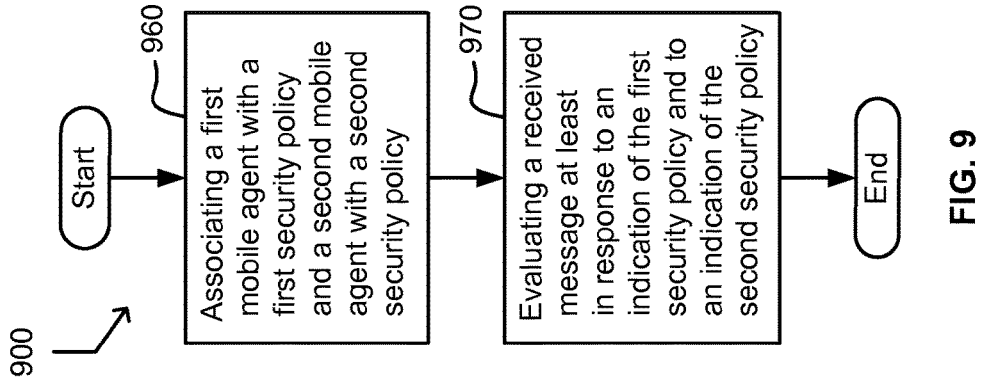 900
Start
960
Associating a first
mobile agent with a
first security policy
and a second mobile
agent with a second
security policy
970
Evaluating a received
message at least
in response to an
indication of the first
security policy and to
an indication of the
second security policy
End
FIG. 9